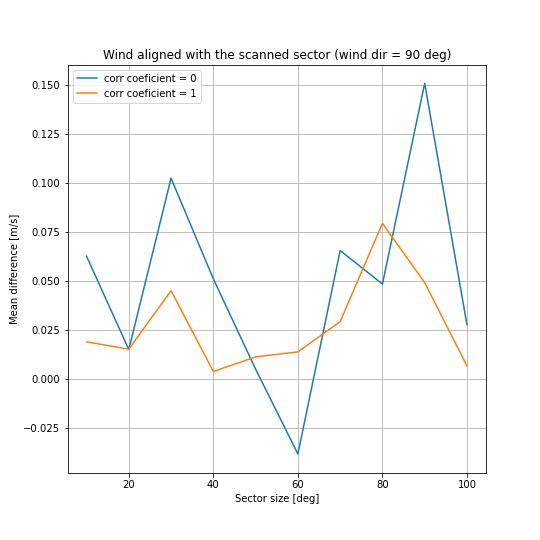 Wind aligned with the scanned sector (wind dir = 90 deg)
corr coeficient = 0
corr coeficient = 1
Mean difference [m/s]
0.150
0.125
0.100
0.075
0.050
0.025
0.000
−0.025
20 40 60 80 100
Sector size [deg]